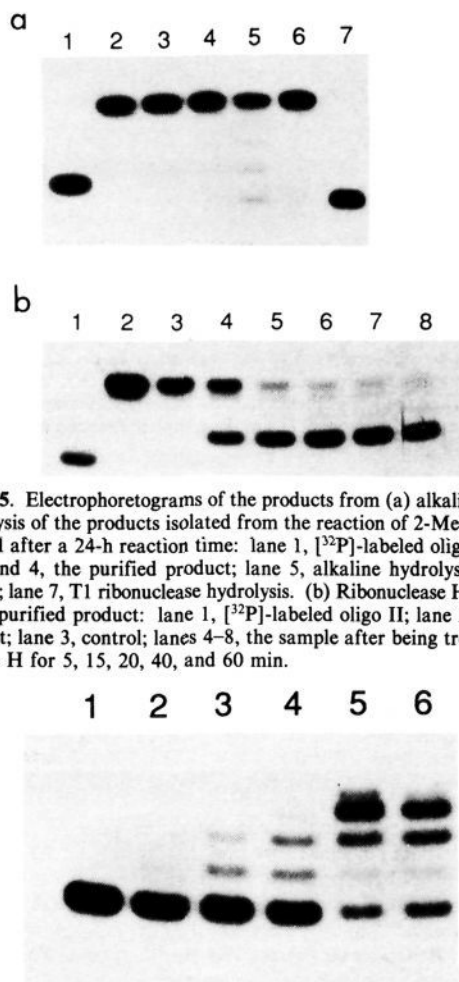 a
1 2 3 4 5 6 7
b
1 2 3 4 5 6 7 8
5. Electrophoretograms of the products from (a) alkali
ysis of the products isolated from the reaction of 2-Me
after a 24-h reaction time: lane 1, [32P]-labeled olig
nd 4, the purified product; lane 5, alkaline hydrolys
; lane 7, T1 ribonuclease hydrolysis. (b) Ribonuclease H
purified product: lane 1, [32P]-labeled oligo II; lane
t; lane 3, control; lanes 4–8, the sample after being tre
H for 5, 15, 20, 40, and 60 min.
1 2 3 4 5 6